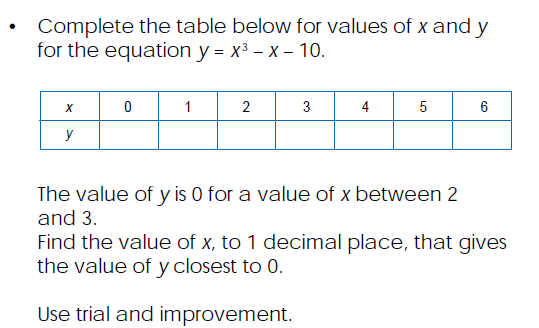 • Complete the table below for values of x and y
for the equation y = x³ – x – 10.
x 0 1 2 3 4 5 6
y
The value of y is 0 for a value of x between 2
and 3.
Find the value of x, to 1 decimal place, that gives
the value of y closest to 0.
Use trial and improvement.